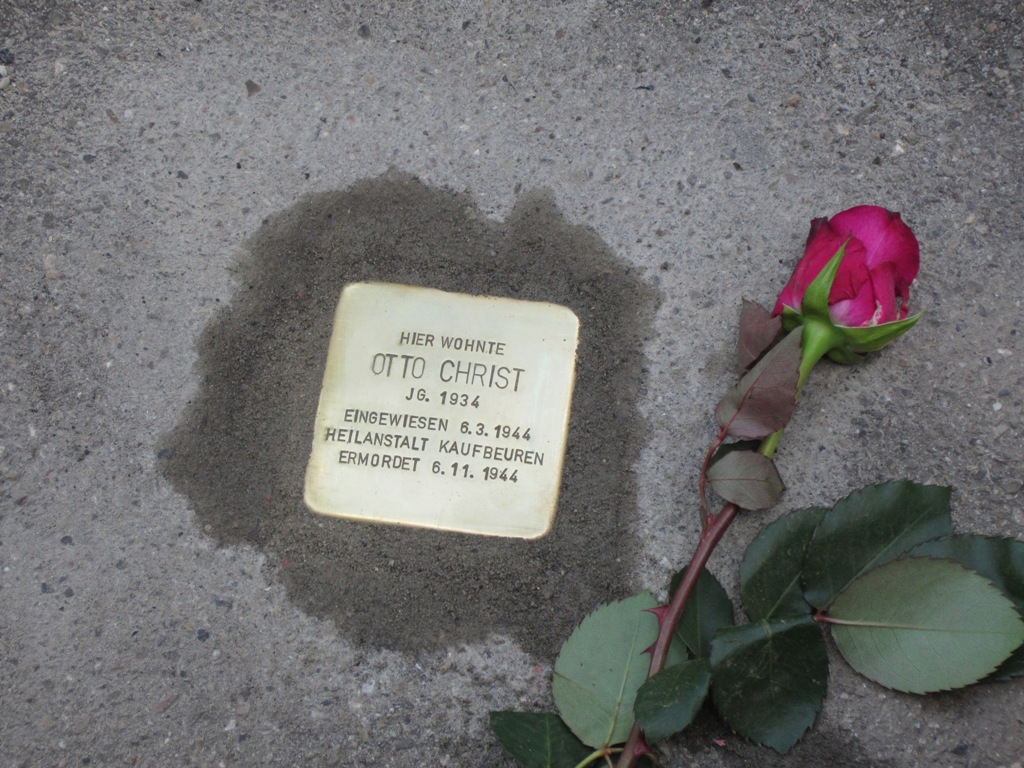 HIER WOHNTE
OTTO CHRIST
JG. 1934
EINGEWIESEN 6.3.1944
HEILANSTALT KAUFBEUREN
ERMORDET 6.11.1944